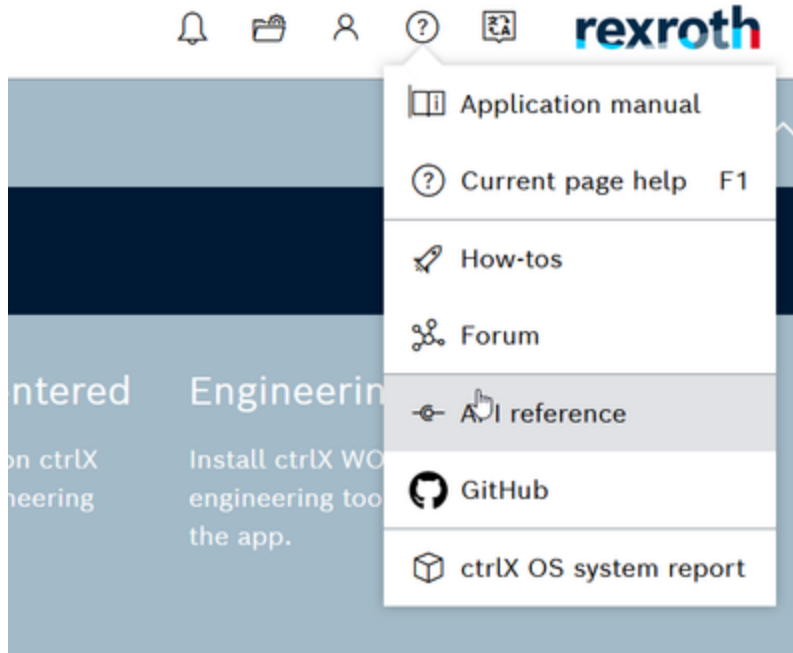 rexroth
Application manual
Current page help F1
How-tos
Forum
API reference
GitHub
ctrlX OS system report
ntered
on ctrlX
neering
Engineerin
Install ctrlX WO
engineering too
the app.